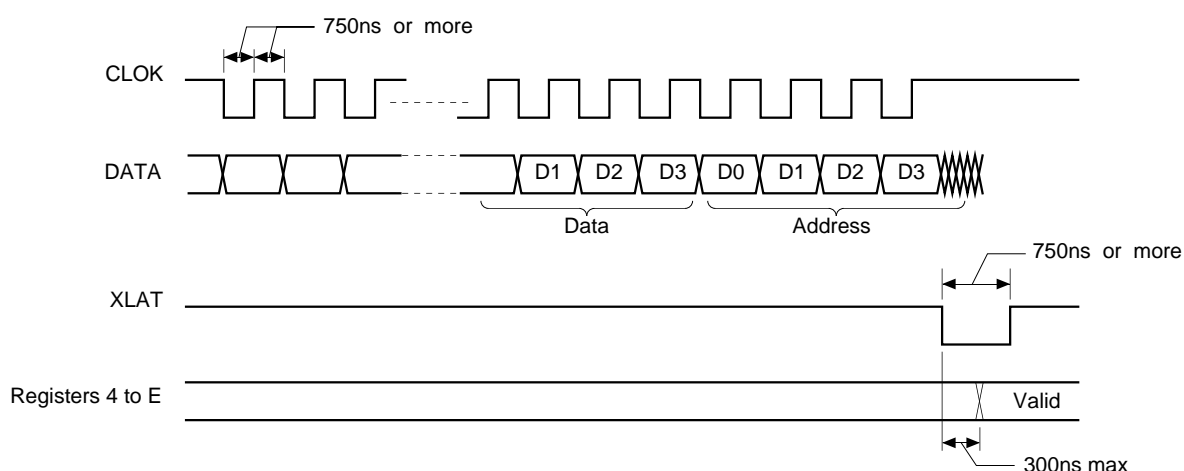 750ns or more
CLOK
DATA
D1 D2 D3 D0 D1 D2 D3
Data Address
750ns or more
XLAT
Registers 4 to E
Valid
300ns max